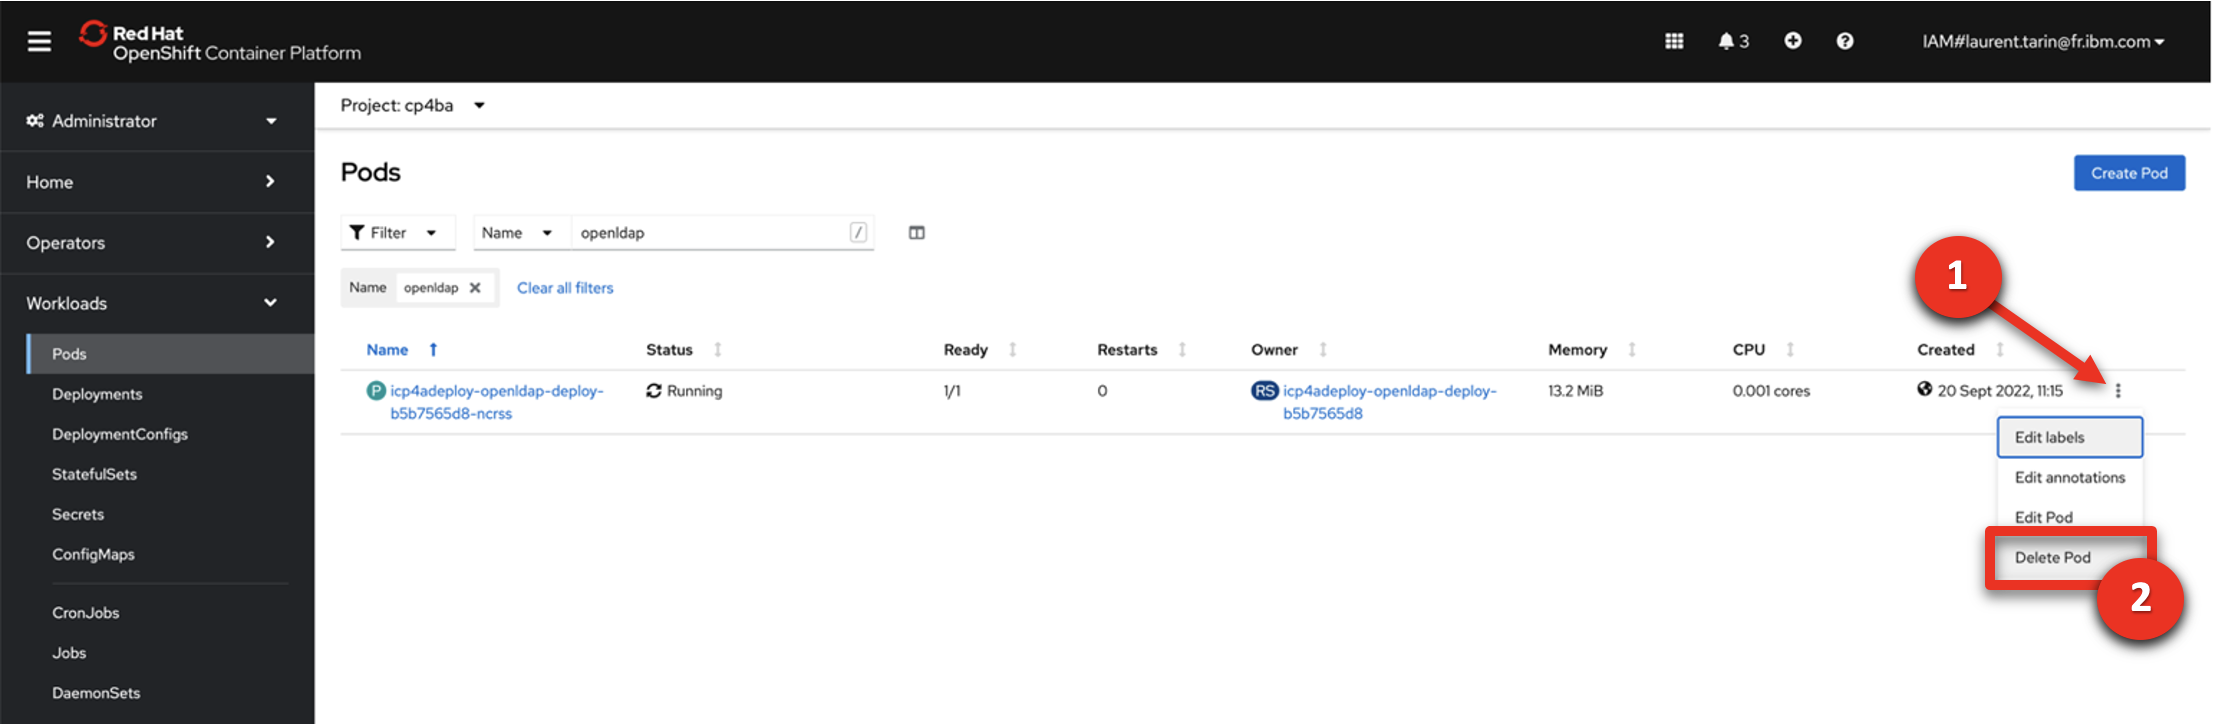 Red Hat
OpenShift Container Platform
3
IAM#laurent.tarin@fr.ibm.com
Administrator
Home
Operators
Workloads
Pods
Deployments
DeploymentConfigs
StatefulSets
Secrets
ConfigMaps
CronJobs
Jobs
DaemonSets
Project: cp4ba
Pods
Create Pod
Filter
Name
openldap
/
Name openldap
Clear all filters
Name Status Ready Restarts Owner Memory CPU Created
P icp4adeploy-openldap-deploy- Running 1/1 0 RS icp4adeploy-openldap-deploy- 13.2 MiB 0.001 cores 20 Sept 2022, 11:15
b5b7565d8-ncrss b5b7565d8
Edit labels
Edit annotations
Edit Pod
Delete Pod
1
2